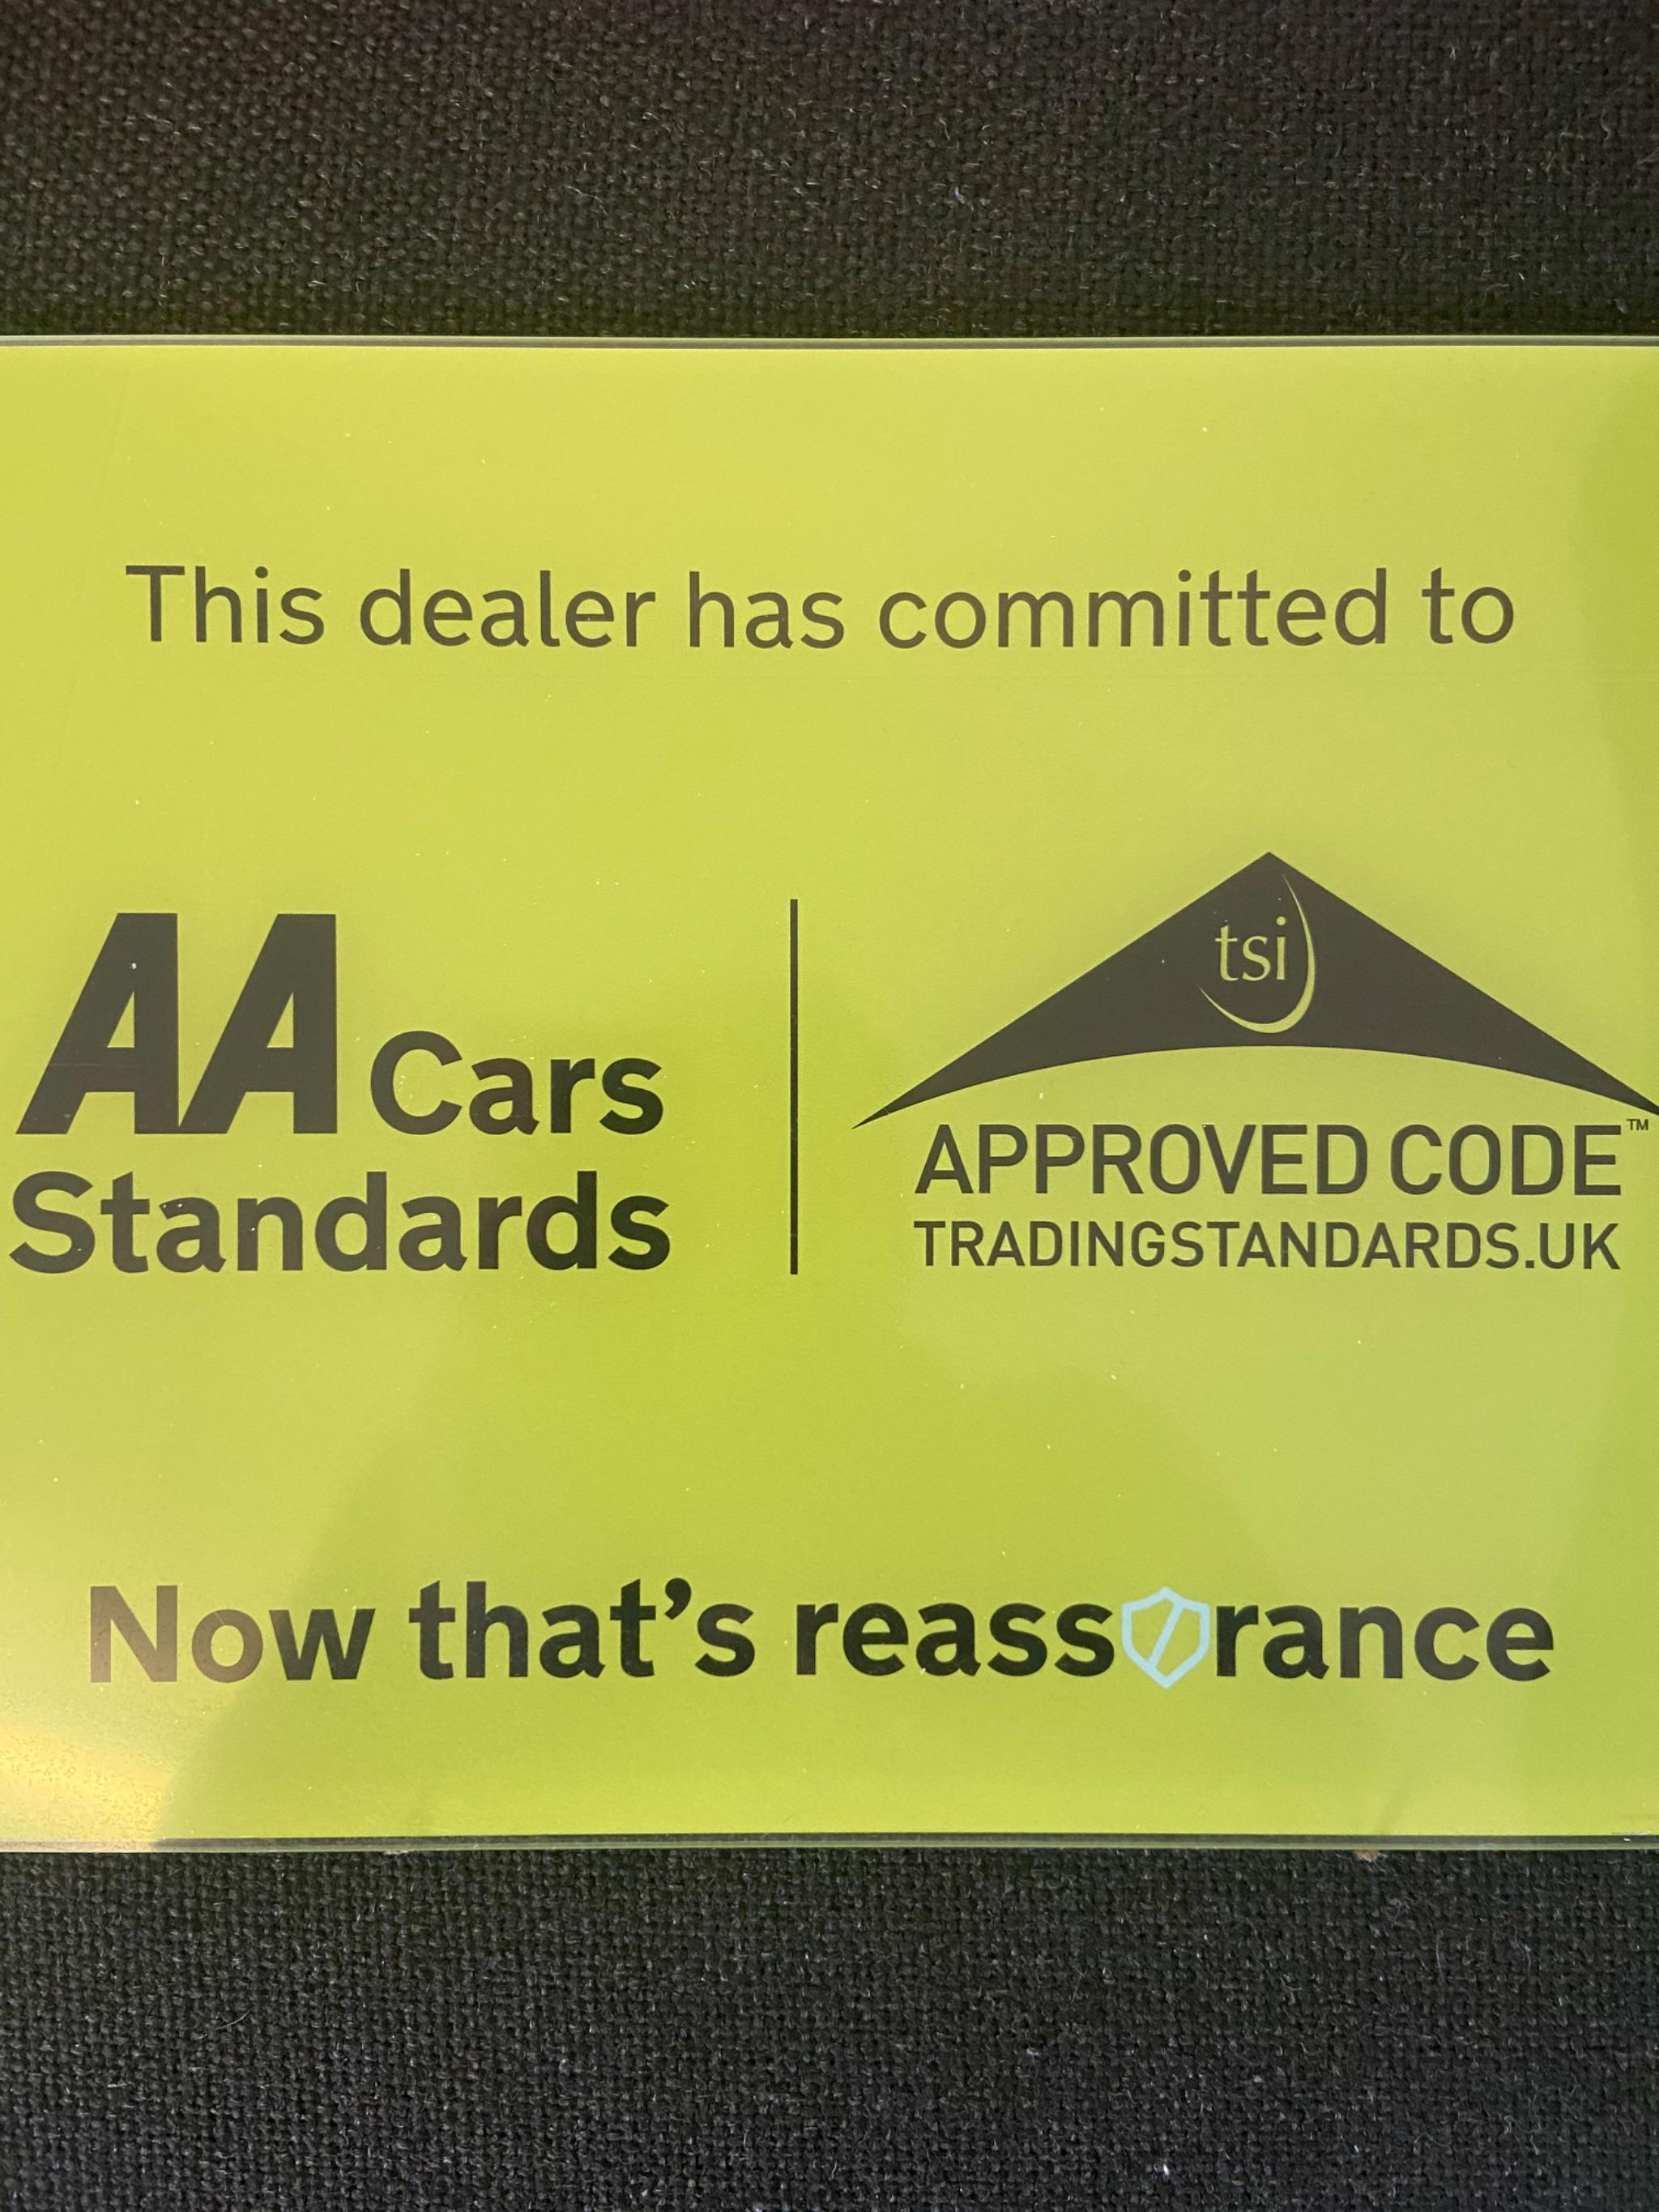 This dealer has committed to
AA Cars
Standards
tsi
APPROVED CODE™
TRADINGSTANDARDS.UK
Now that's reassurance